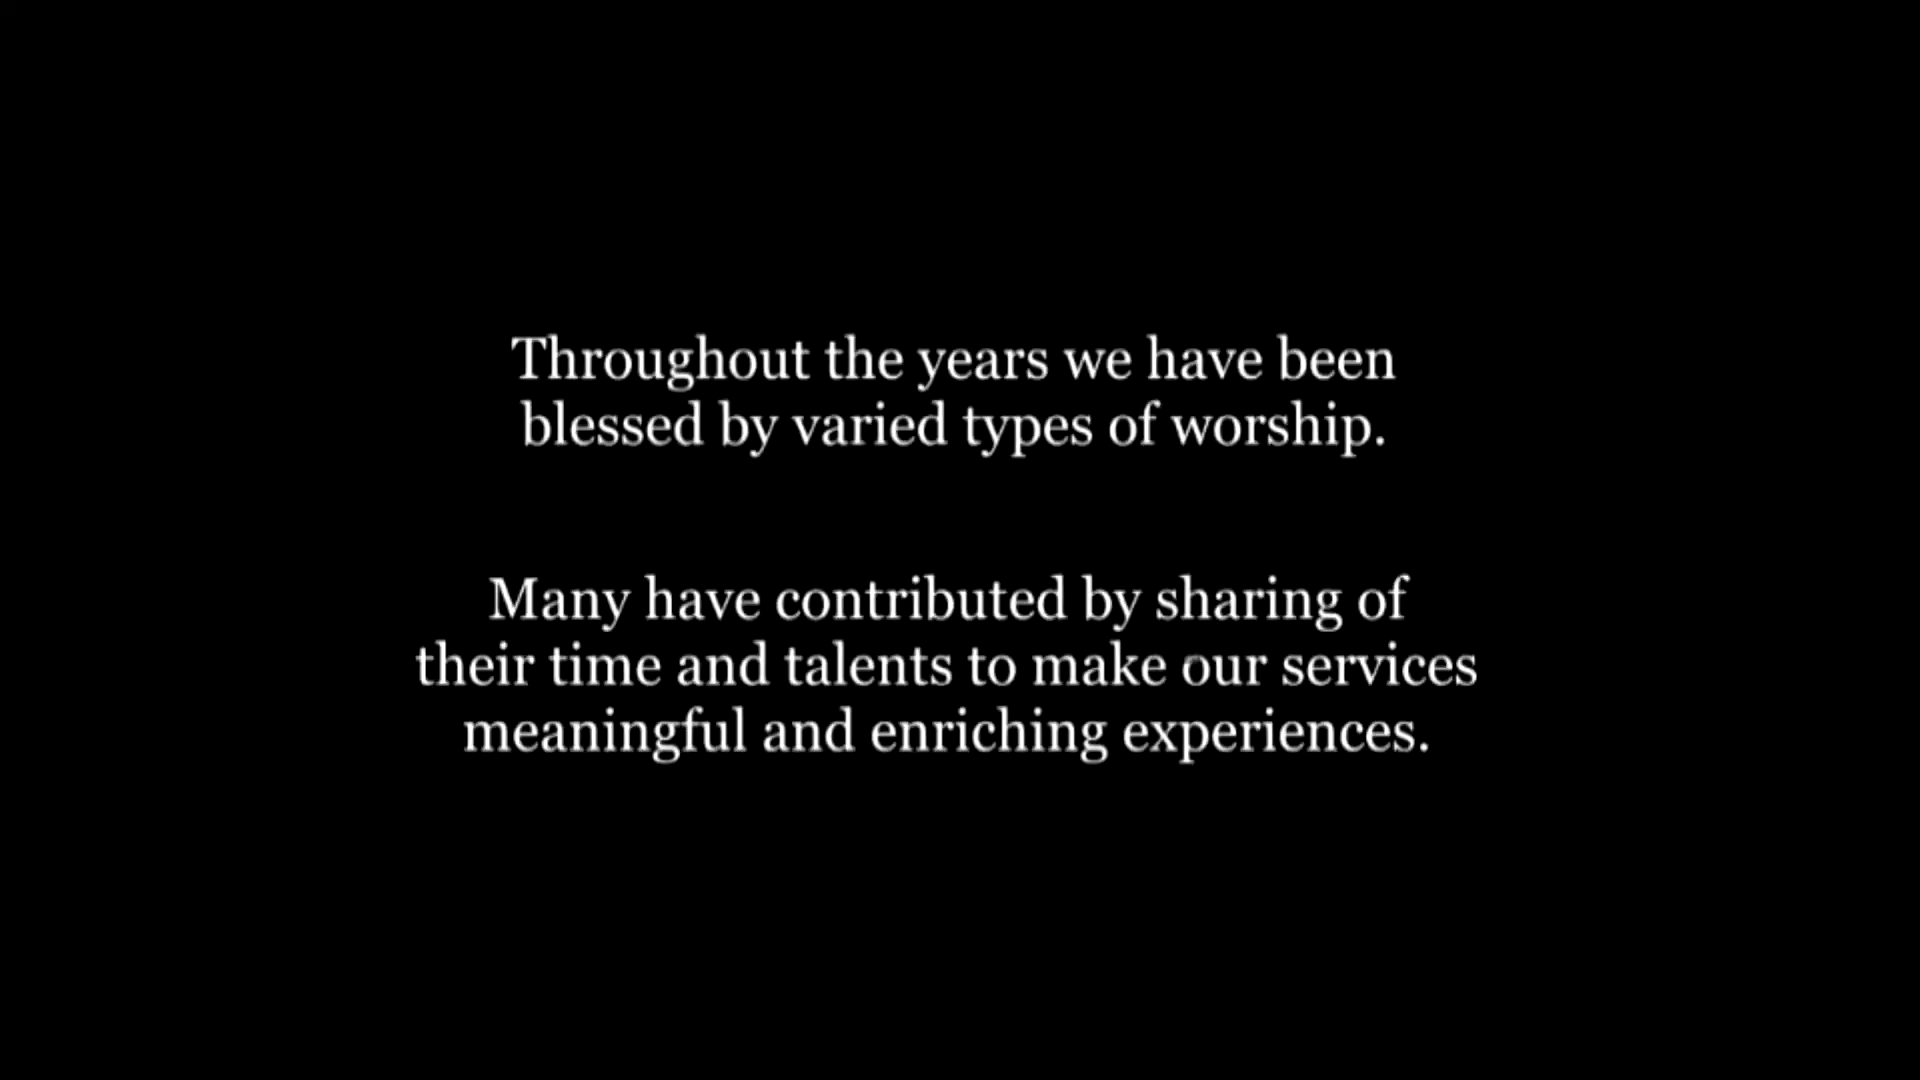 Throughout the years we have been
blessed by varied types of worship.
Many have contributed by sharing of
their time and talents to make our services
meaningful and enriching experiences.